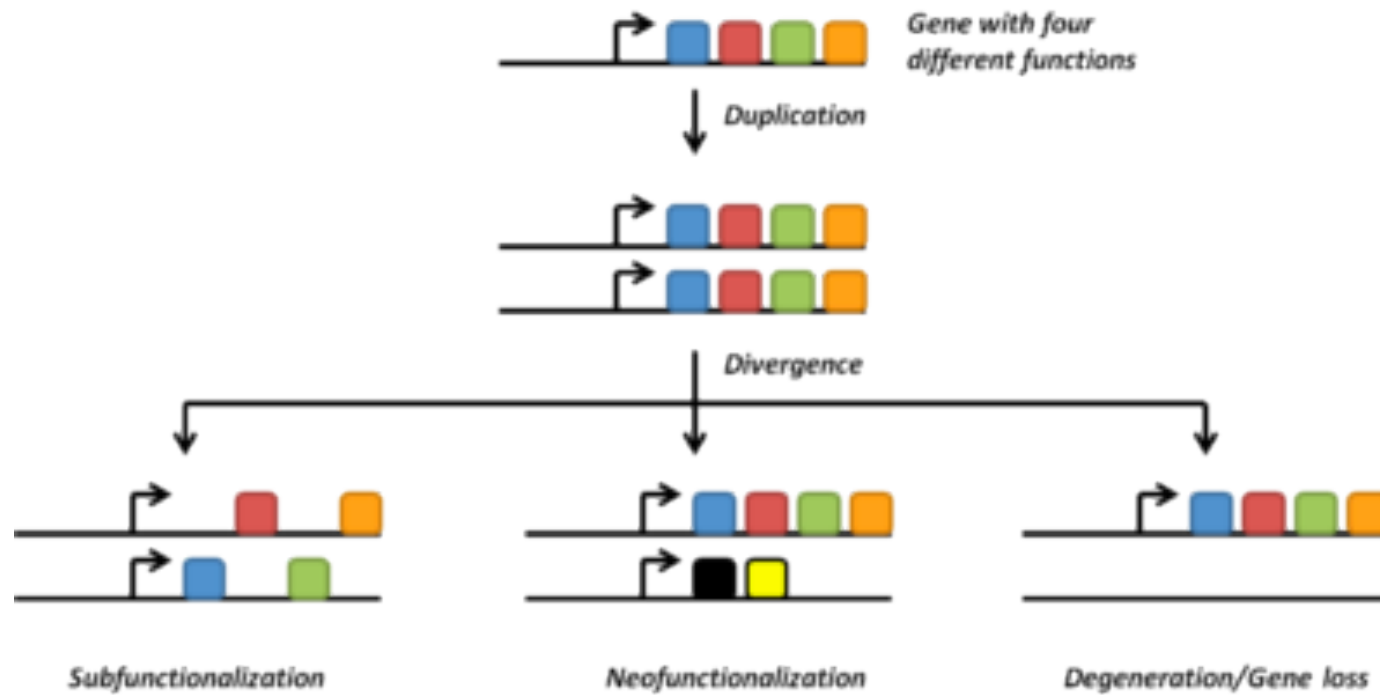 Gene with four
different functions
Duplication
Divergence
Subfunctionalization
Neofunctionalization
Degeneration/Gene loss